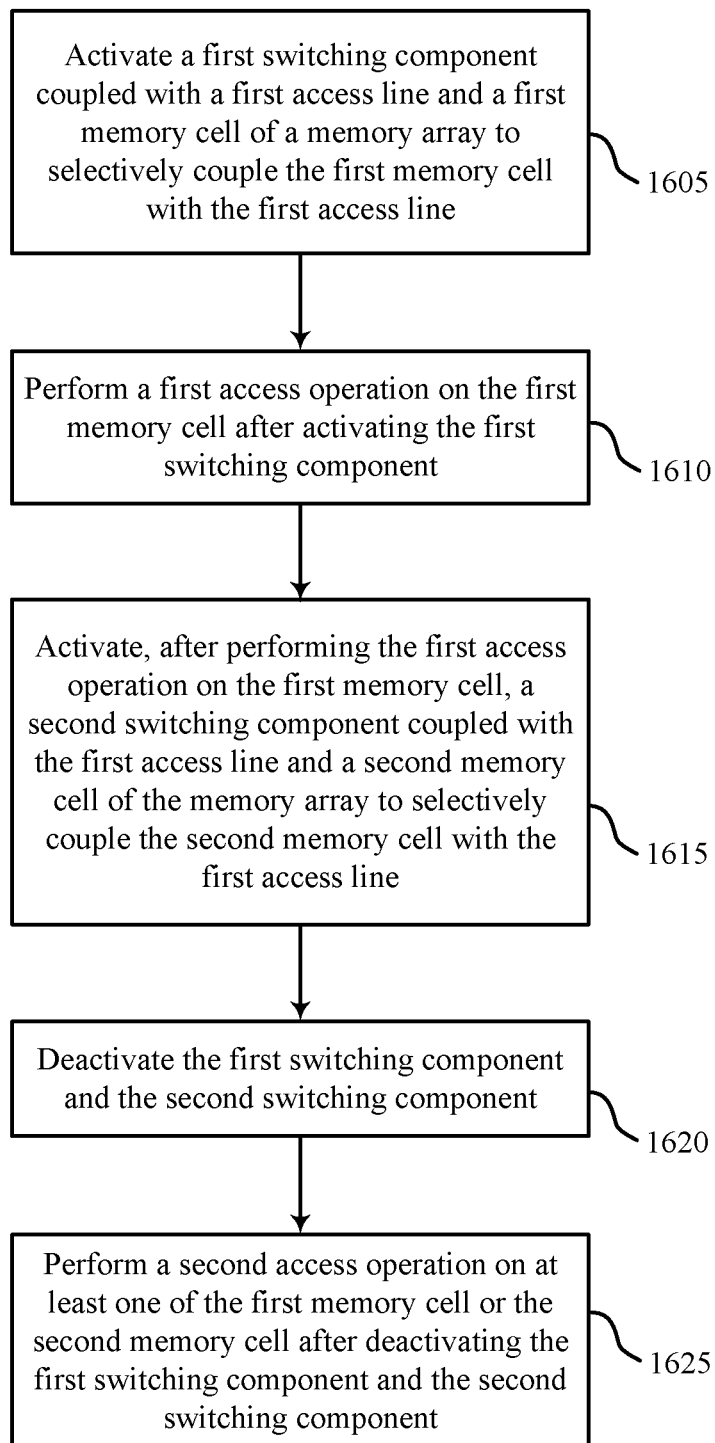 Activate a first switching component
coupled with a first access line and a first
memory cell of a memory array to
selectively couple the first memory cell
with the first access line
1605
Perform a first access operation on the first
memory cell after activating the first
switching component
1610
Activate, after performing the first access
operation on the first memory cell, a
second switching component coupled with
the first access line and a second memory
cell of the memory array to selectively
couple the second memory cell with the
first access line
1615
Deactivate the first switching component
and the second switching component
1620
Perform a second access operation on at
least one of the first memory cell or the
second memory cell after deactivating the
first switching component and the second
switching component
1625